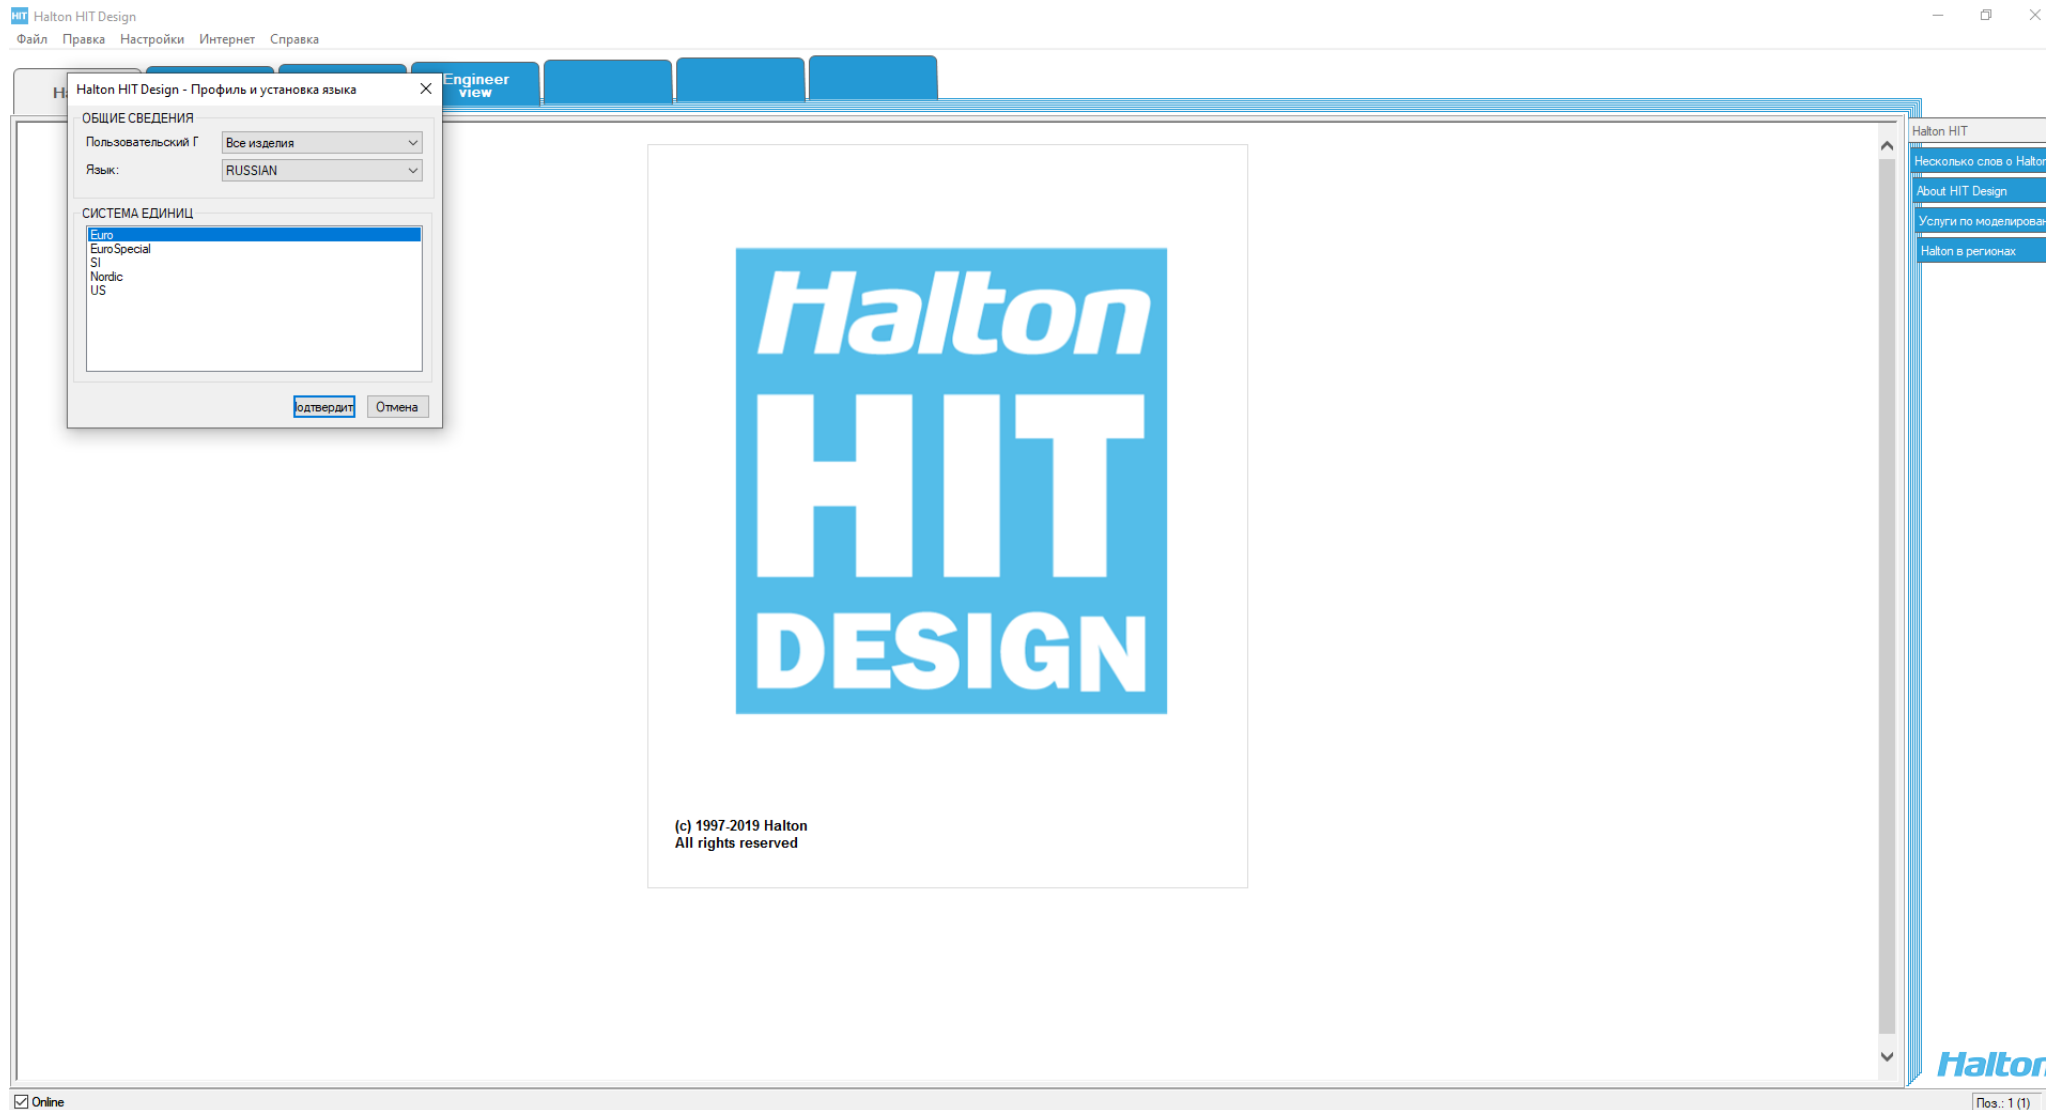 HIT Halton HIT Design
Файл Правка Настройки Интернет Справка
Engineer
view
Halton HIT Design - Профиль и установка языка
ОБЩИЕ СВЕДЕНИЯ
Пользовательский Г
Все изделия
Язык:
RUSSIAN
СИСТЕМА ЕДИНИЦ
Euro
EuroSpecial
SI
Nordic
US
Отмена
Halton
HIT
DESIGN
(c) 1997-2019 Halton
All rights reserved
Halton HIT
Несколько слов о Halton
About HIT Design
Услуги по моделирован
Halton в регионах
Halton
Online
Поз.: 1 (1)